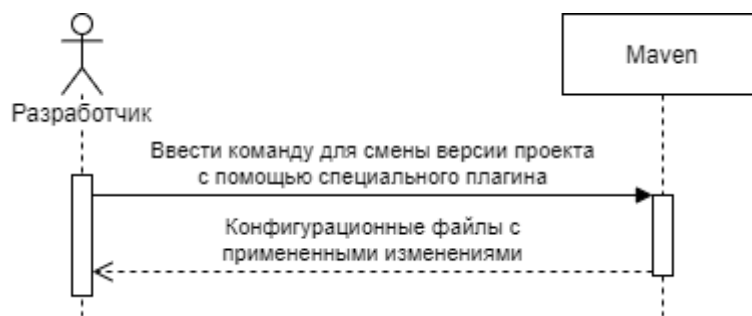 Maven
Разработчик
Ввести команду для смены версии проекта
с помощью специального плагина
Конфигурационные файлы с
примененными изменениями